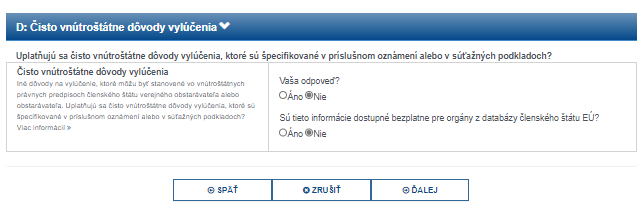 D: Čisto vnútroštátne dôvody vylúčenia
Uplatňujú sa čisto vnútroštátne dôvody vylúčenia, ktoré sú špecifikované v príslušnom oznámení alebo v súťažných podkladoch?
Čisto vnútroštátne dôvody vylúčenia
Iné dôvody na vylúčenie, ktoré môžu byť stanovené vo vnútroštátnych
právnych predpisoch členského štátu verejného obstarávateľa alebo
obstarávateľa. Uplatňujú sa čisto vnútroštátne dôvody vylúčenia, ktoré sú
špecifikované v príslušnom oznámení alebo v súťažných podkladoch?
Viac informácií »
Vaša odpoveď?
Áno Nie
Sú tieto informácie dostupné bezplatne pre orgány z databázy členského štátu EÚ?
Áno Nie
SPÄŤ ZRUŠIŤ ĎALEJ